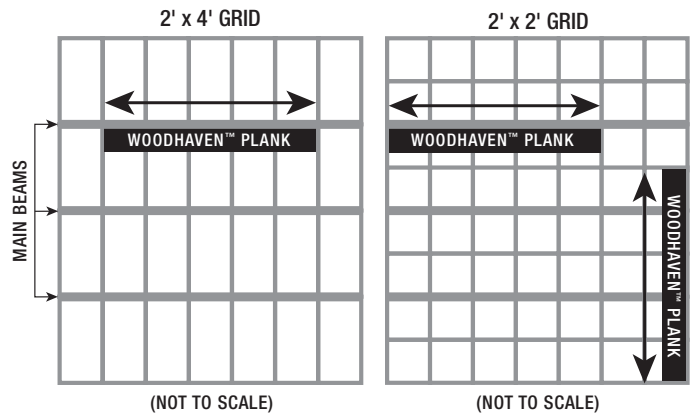 2' x 4' GRID
WOODHAVEN™ PLANK
MAIN BEAMS
(NOT TO SCALE)
2' x 2' GRID
WOODHAVEN™ PLANK
WOODHAVEN™ PLANK
(NOT TO SCALE)